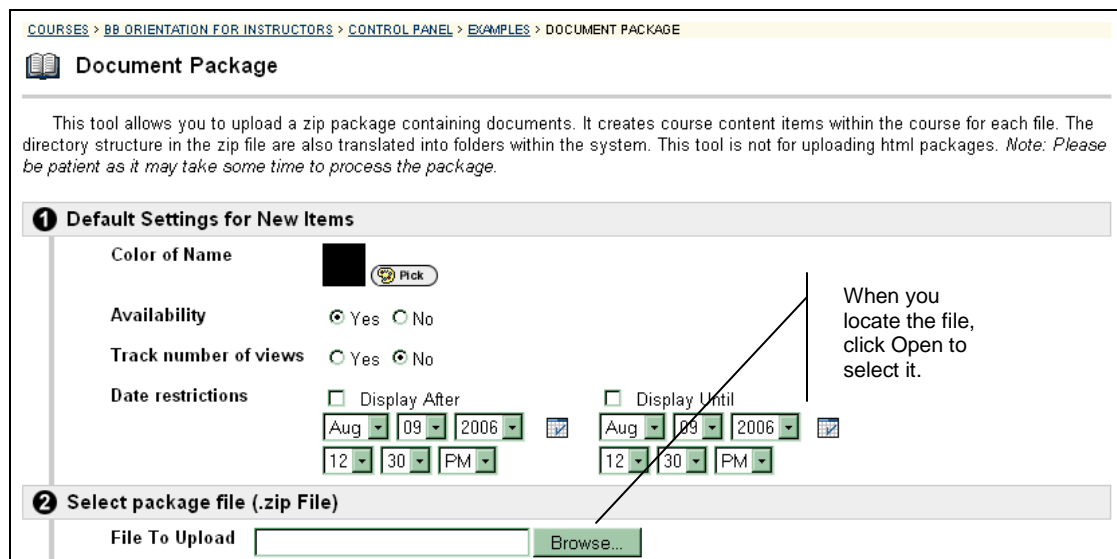 COURSES > BB ORIENTATION FOR INSTRUCTORS > CONTROL PANEL > EXAMPLES > DOCUMENT PACKAGE
Document Package
This tool allows you to upload a zip package containing documents. It creates course content items within the course for each file. The
directory structure in the zip file are also translated into folders within the system. This tool is not for uploading html packages. Note: Please
be patient as it may take some time to process the package.
1 Default Settings for New Items
Color of Name
Pick
Availability Yes No
Track number of views Yes No
Date restrictions Display After Display Until
Aug 09 2006 Aug 09 2006
12 30 PM 12 30 PM
When you
locate the file,
click Open to
select it.
2 Select package file (.zip File)
File To Upload Browse...